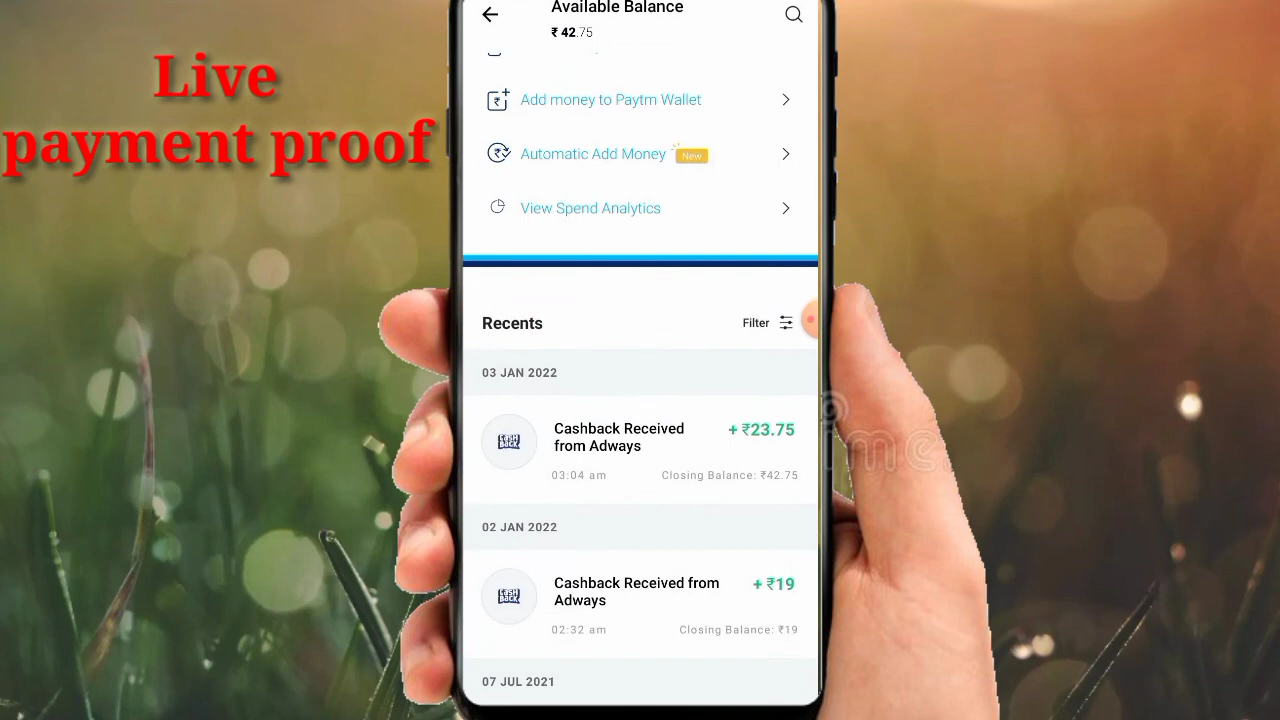 Live
payment proof
Available Balance
₹ 42.75
Add money to Paytm Wallet
Automatic Add Money New
View Spend Analytics
Recents
Filter
03 JAN 2022
Cashback Received + ₹23.75
from Adways
03:04 am Closing Balance: ₹42.75
02 JAN 2022
Cashback Received from + ₹19
Adways
02:32 am Closing Balance: ₹19
07 JUL 2021